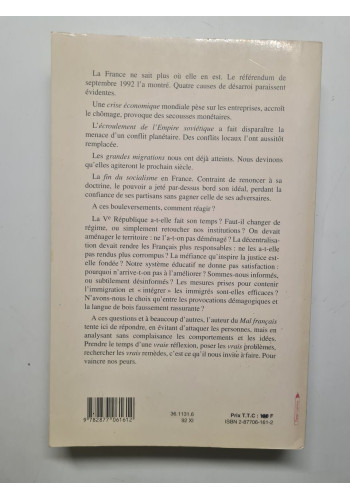 La France ne sait plus où elle en est. Le référendum de
septembre 1992 l'a montré. Quatre causes de désarroi paraissent
évidentes.
Une crise économique mondiale pèse sur les entreprises, accroît
le chômage, provoque des secousses monétaires.
L'écroulement de l'Empire soviétique a fait disparaître la
menace d'un conflit planétaire. Des conflits locaux l'ont aussitôt
remplacée.
Les grandes migrations nous ont déjà atteints. Nous devinons
qu'elles agiteront le prochain siècle.
La fin du socialisme en France. Contraint de renoncer à sa
doctrine, le pouvoir a jeté par-dessus bord son idéal, perdant la
confiance de ses partisans sans gagner celle de ses adversaires.
A ces bouleversements, comment réagir ?
La Ve République a-t-elle fait son temps ? Faut-il changer de
régime, ou simplement retoucher nos institutions ? On devait
aménager le territoire : ne l'a-t-on pas déménagé ? La décentralisa-
tion devait rendre les Français plus responsables : ne les a-t-elle
pas rendus plus corrompus ? La méfiance qu'inspire la justice est-
elle fondée ? Notre système éducatif ne donne pas satisfaction :
pourquoi n'arrive-t-on pas à l'améliorer ? Sommes-nous informés,
ou subtilement désinformés ? Les mesures prises pour contenir
l'immigration et « intégrer » les immigrés sont-elles efficaces ?
N'avons-nous le choix qu'entre les provocations démagogiques et
la langue de bois faussement rassurante ?
A ces questions et à beaucoup d'autres, l'auteur du Mal français
tente ici de répondre, en évitant d'attaquer les personnes, mais en
analysant sans complaisance les comportements et les idées.
Prendre le temps d'une vraie réflexion, poser les vrais problèmes,
rechercher les vrais remèdes, c'est ce qu'il nous invite à faire. Pour
vaincre nos peurs.
9 782877 061612
36.1131.6
92 XI
Prix T.T.C : F
ISBN 2-87706-161-2